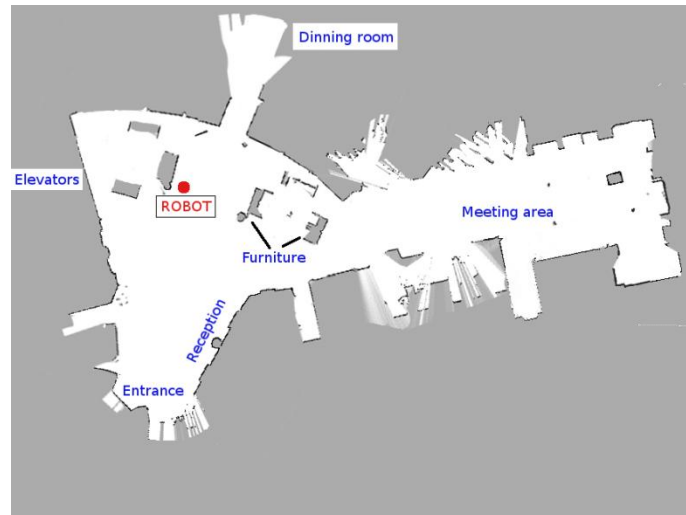 Dinning room
Elevators
ROBOT
Meeting area
Furniture
Reception
Entrance